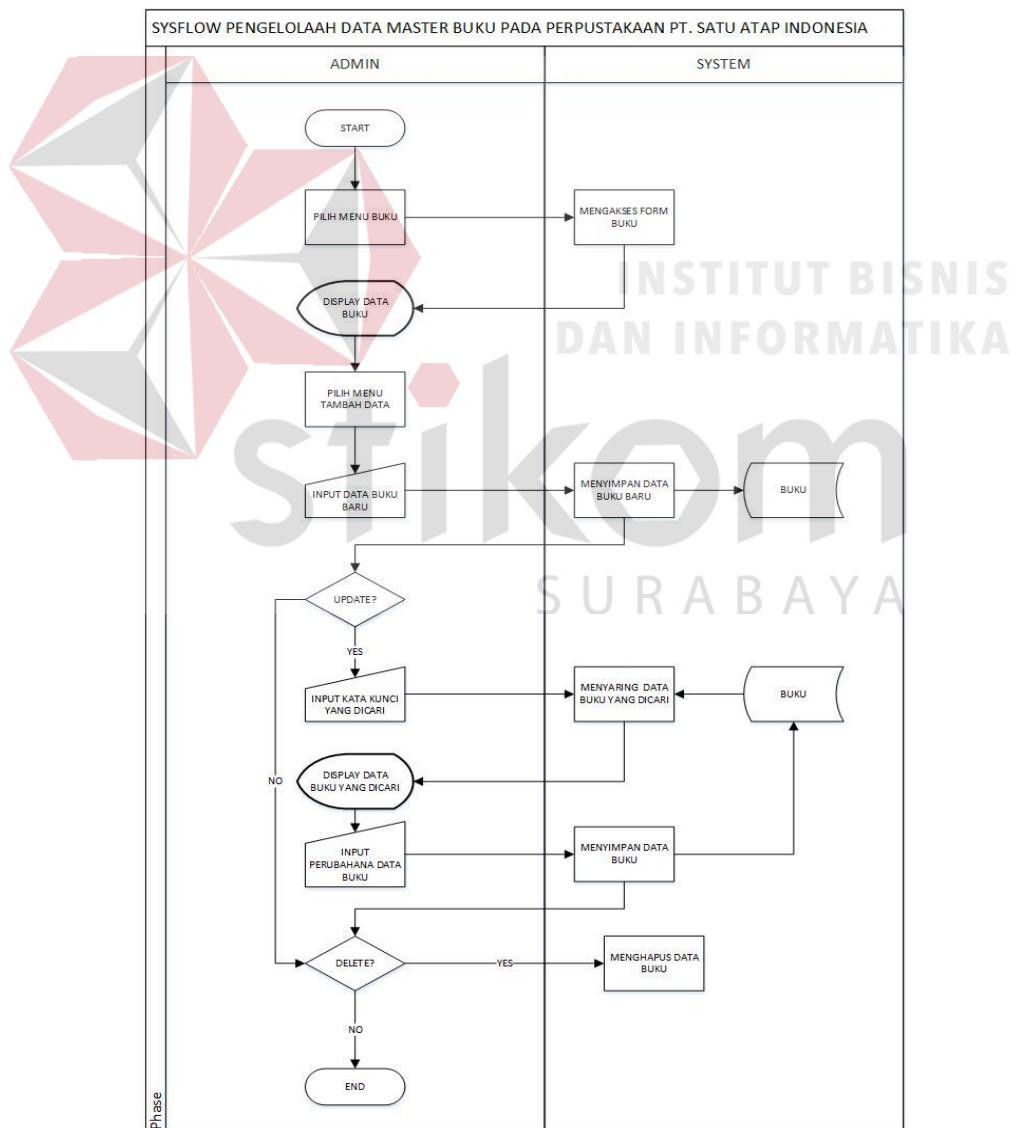 SYSFLOW PENGELOLAAH DATA MASTER BUKU PADA PERPUSTAKAAN PT. SATU ATAP INDONESIA
ADMIN
SYSTEM
START
PILIH MENU BUKU
MENGAKSES FORM
BUKU
INSTITUT BISNIS
DAN INFORMATIKA
DISPLAY DATA
BUKU
PILIH MENU
TAMBAH DATA
stikom
SURABAYA
INPUT DATA BUKU
BARU
MENYIMPAN DATA
BUKU BARU
BUKU
UPDATE?
YES
INPUT KATA KUNCI
YANG DICARI
MENYARING DATA
BUKU YANG DICARI
BUKU
NO
DISPLAY DATA
BUKU YANG DICARI
INPUT
PERUBAHANA DATA
BUKU
MENYIMPAN DATA
BUKU
DELETE?
YES
MENGHAPUS DATA
BUKU
NO
END
Phase